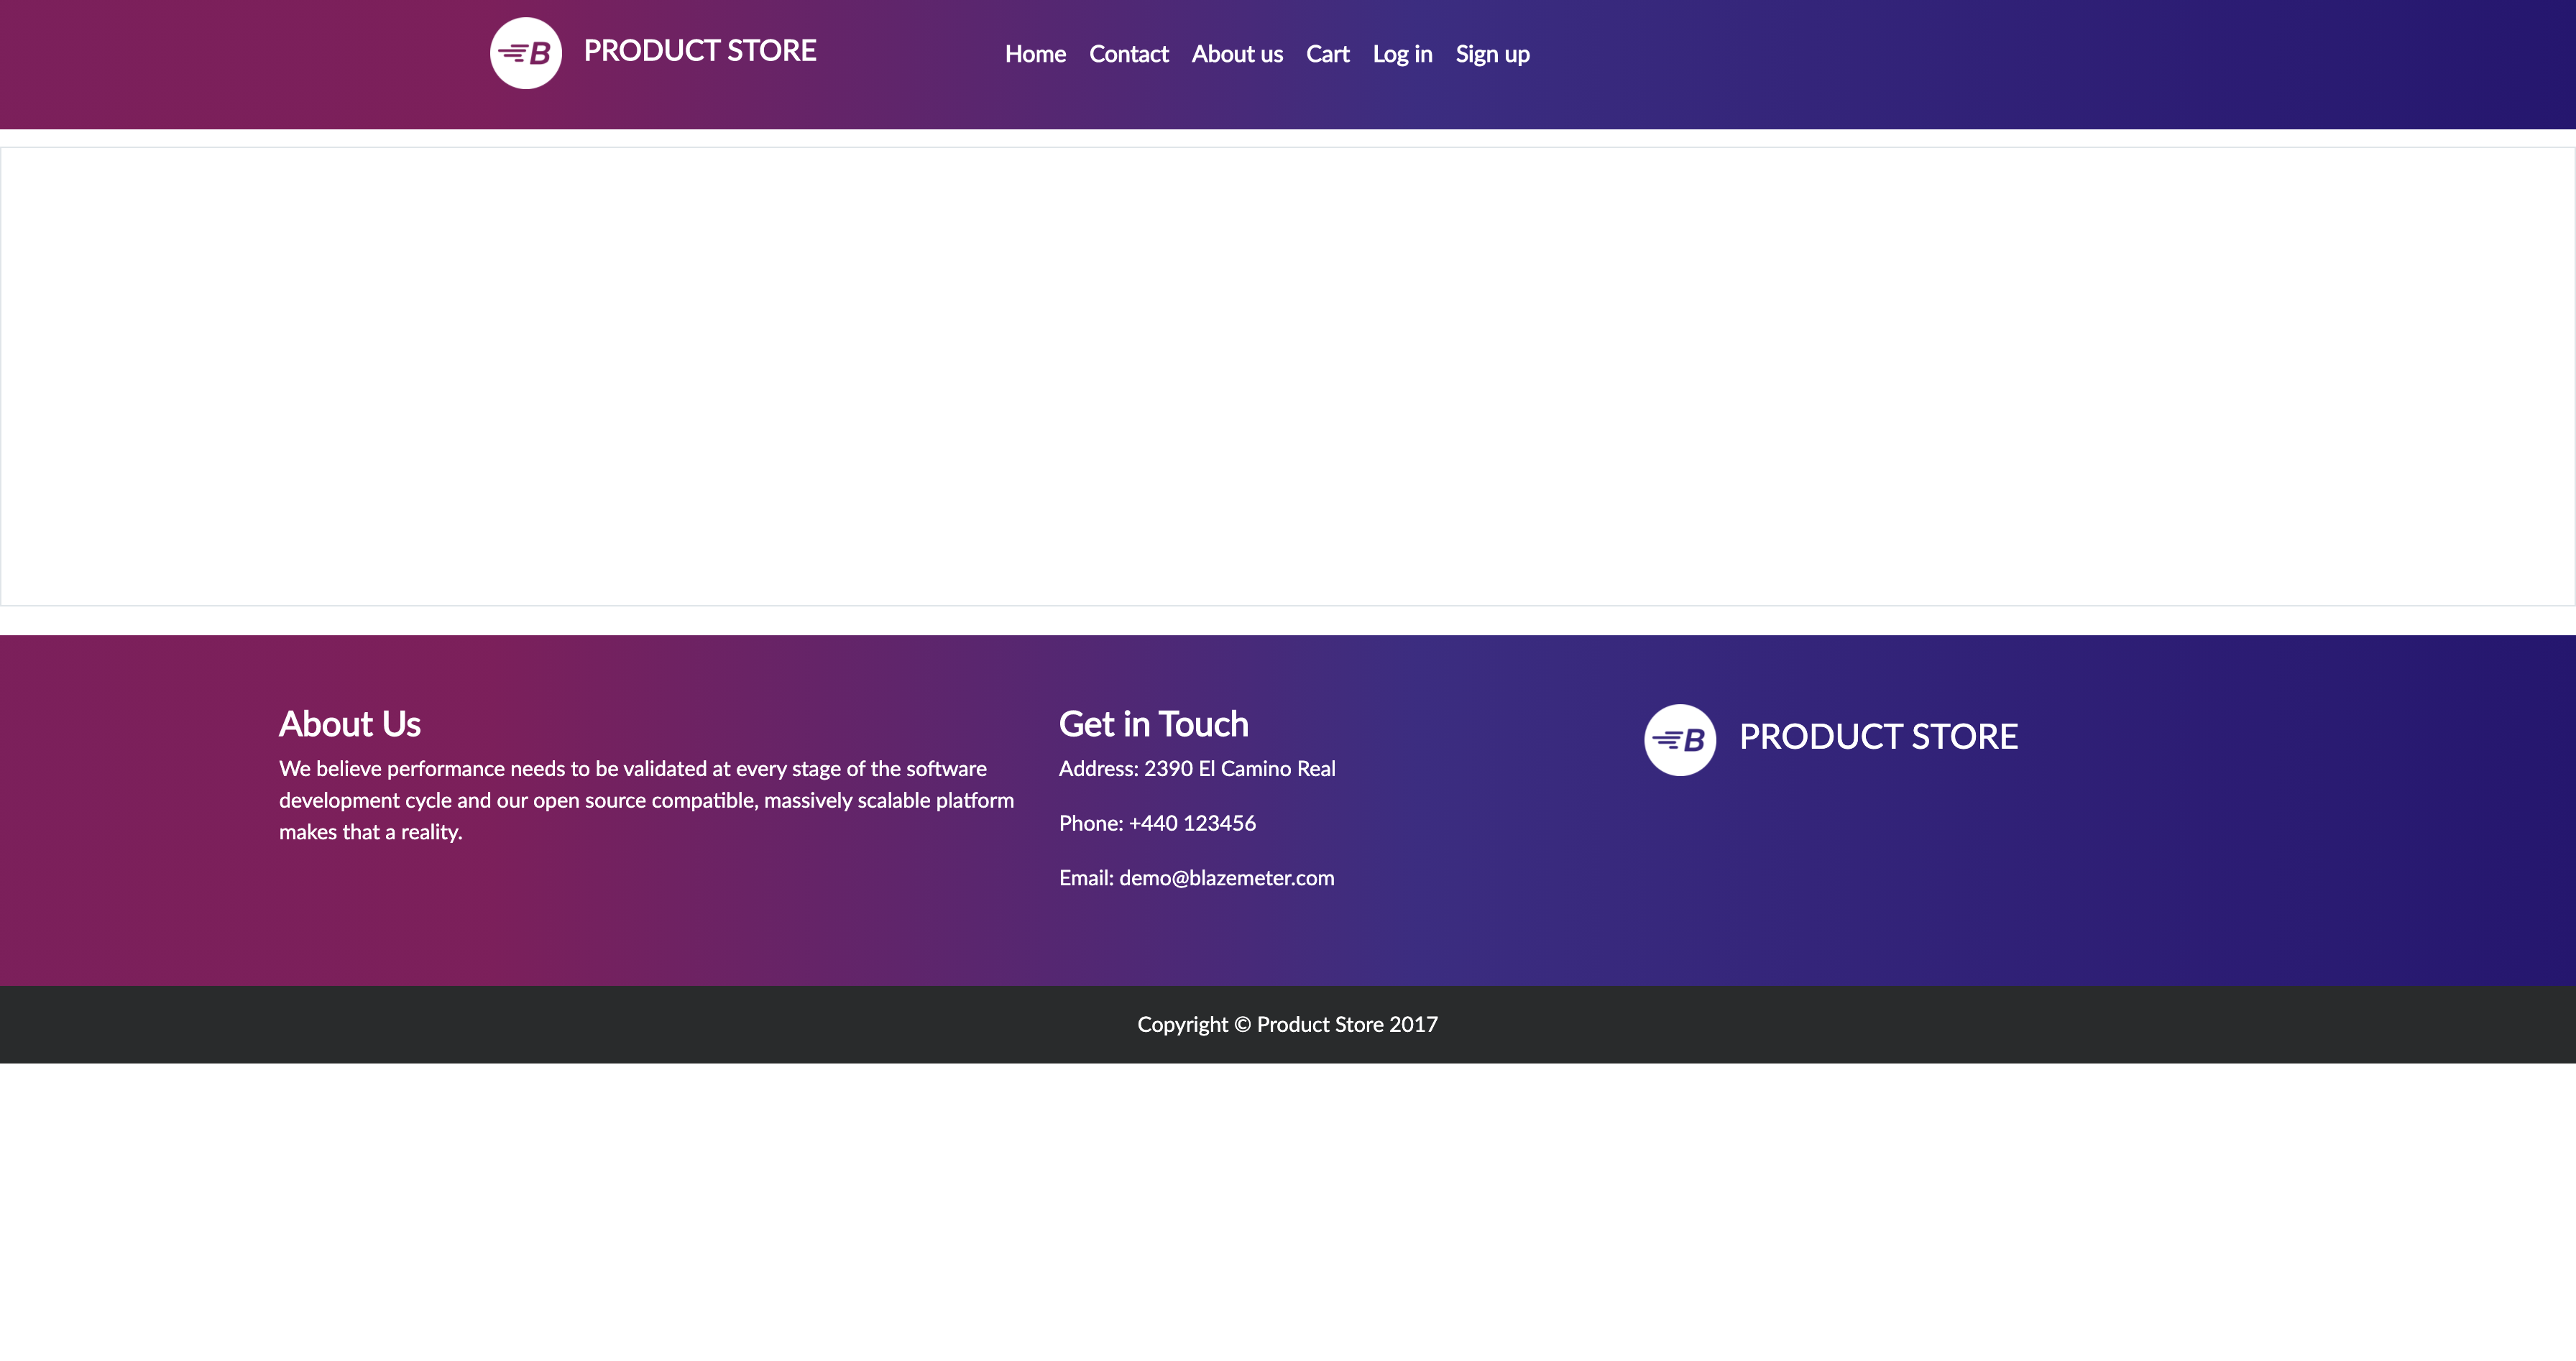 B PRODUCT STORE
Home Contact About us Cart Log in Sign up
About Us
We believe performance needs to be validated at every stage of the software
development cycle and our open source compatible, massively scalable platform
makes that a reality.
Get in Touch
Address: 2390 El Camino Real
Phone: +440 123456
Email: demo@blazemeter.com
B PRODUCT STORE
Copyright © Product Store 2017